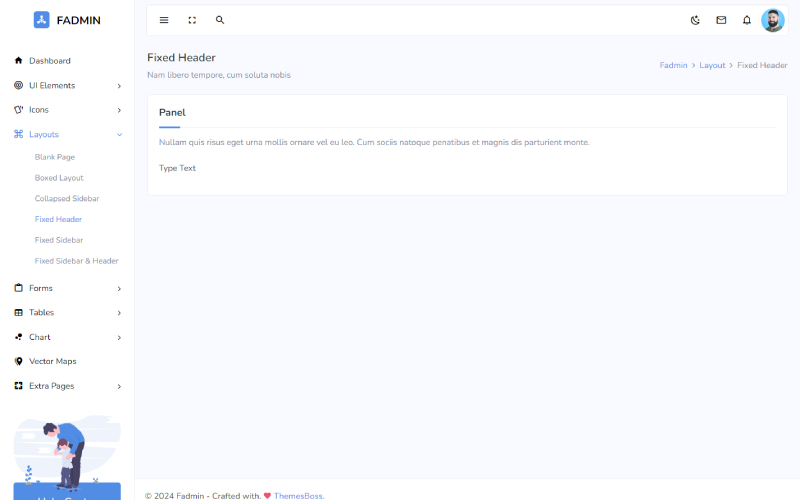 FADMIN
Dashboard
UI Elements
Icons
Layouts
Blank Page
Boxed Layout
Collapsed Sidebar
Fixed Header
Fixed Sidebar
Fixed Sidebar & Header
Forms
Tables
Chart
Vector Maps
Extra Pages
Fixed Header
Nam libero tempore, cum soluta nobis
Fadmin > Layout > Fixed Header
Panel
Nullam quis risus eget urna mollis ornare vel eu leo. Cum sociis natoque penatibus et magnis dis parturient monte.
Type Text
© 2024 Fadmin - Crafted with. ❤ ThemesBoss.